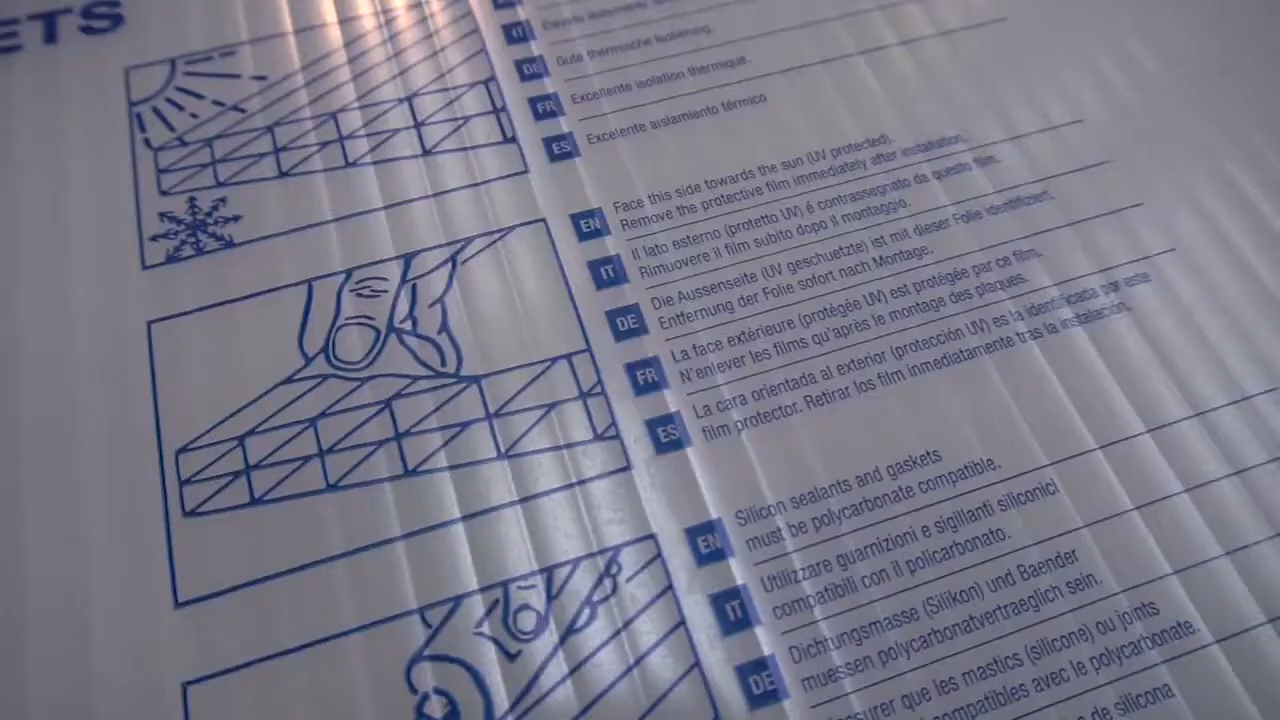 ETS
IT
DE Gute thermische Isolierung.
FR Excellente isolation thermique.
ES Excelente aislamiento térmico
EN Face this side towards the sun (UV protected).
Remove the protective film immediately after installation.
IT Il lato esterno (protetto UV) é contrassegnato da questo film.
Rimuovere il film subito dopo il montaggio.
DE Die Aussenseite (UV geschuetzte) ist mit dieser Folie identifiziert.
Entfernung der Folie sofort nach Montage.
FR La face extérieure (protégée UV) est protégée par ce film.
N'enlever les films qu'après le montage des plaques.
ES La cara orientada al exterior (protección UV) es la identificada por este
film protector. Retirar los film inmediatamente tras la instalación.
EN Silicon sealants and gaskets
must be polycarbonate compatible.
IT Utilizzare guarnizioni e sigillanti siliconici
compatibili con il policarbonato.
DE Dichtungsmasse (Silikon) und Baender
muessen polycarbonatvertraeglich sein.
que les mastics (silicone) ou joints
compatibles avec le polycarbonate.
de silicona